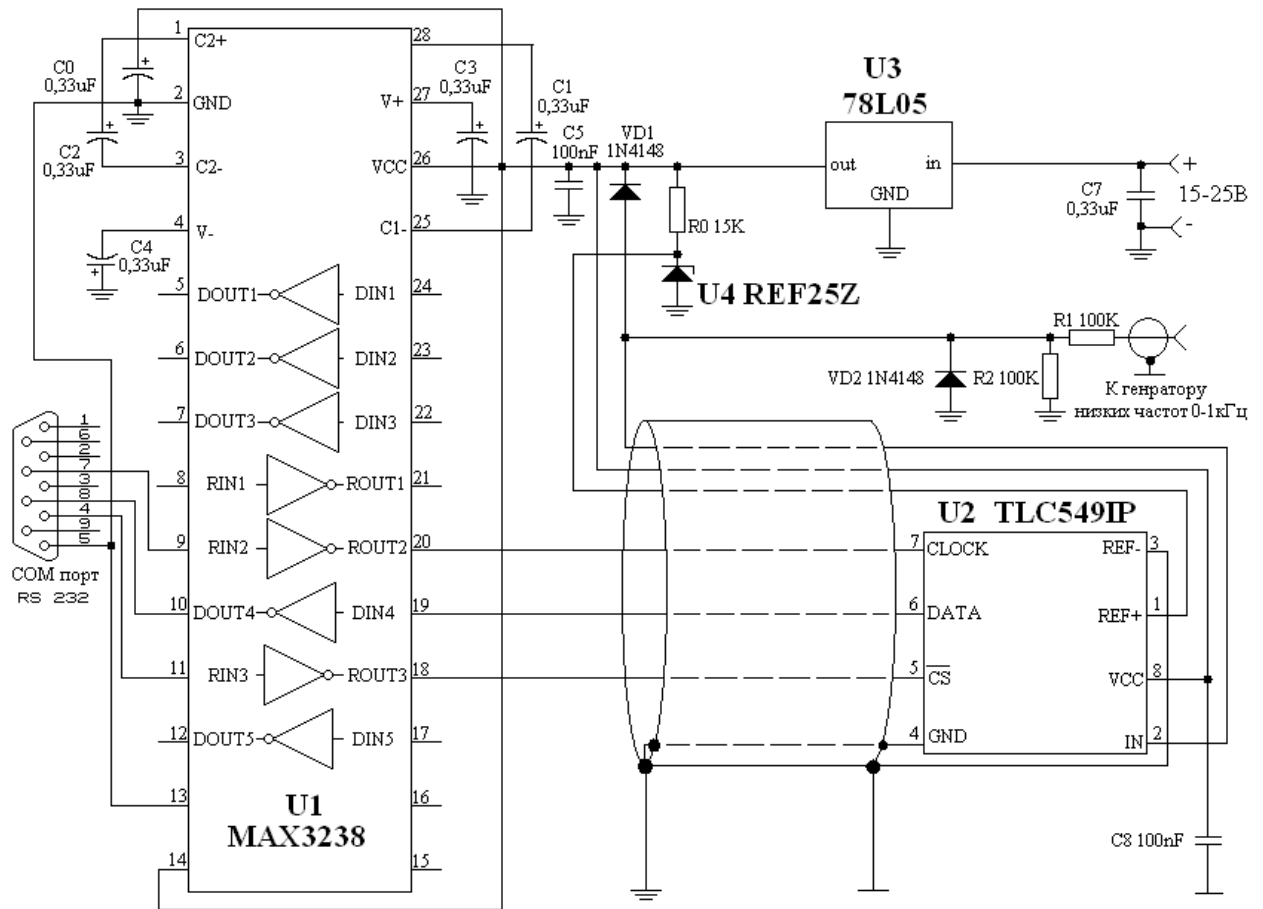 1
C2+
C0
0,33uF
2
GND
C2
0,33uF
3
C2-
4
V-
C4
0,33uF
5
DOUT1
DIN1
24
6
DOUT2
DIN2
23
7
DOUT3
DIN3
22
8
RIN1
ROUT1
21
9
RIN2
ROUT2
20
10
DOUT4
DIN4
19
11
RIN3
ROUT3
18
12
DOUT5
DIN5
17
13
16
14
15
U1
MAX3238
28
27
V+
26
VCC
25
C1-
C3
0,33uF
C1
0,33uF
C5
100nF
VD1
1N4148
R0 15K
U4 REF25Z
U3
78L05
out
in
GND
C7
0,33uF
+
15-25В
-
R1 100K
VD2 1N4148
R2 100K
К генратору
низких частот 0-1кГц
1
6
2
7
3
8
4
9
5
COM порт
RS 232
U2 TLC549IP
7
CLOCK
REF-
3
6
DATA
REF+
1
5
CS
VCC
8
4
GND
IN
2
C8 100nF